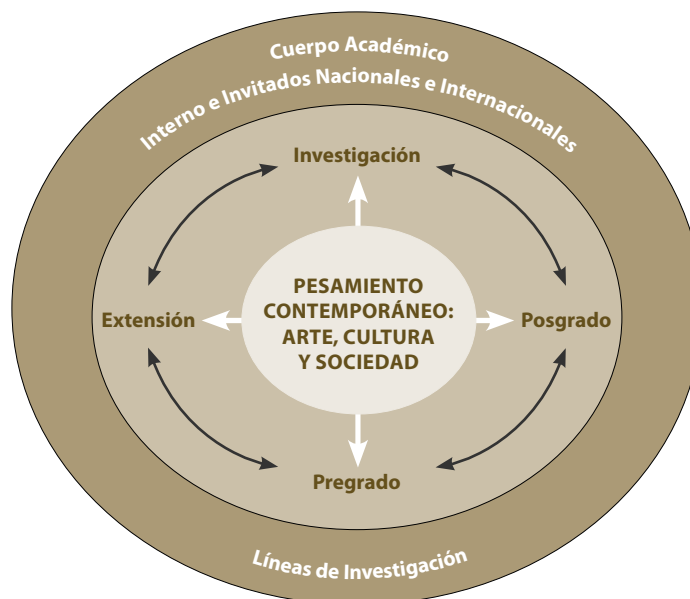 Cuerpo Académico
Interno e Invitados Nacionales e Internacionales
Investigación
PESAMIENTO
CONTEMPORÁNEO:
ARTE, CULTURA
Y SOCIEDAD
Extensión
Posgrado
Pregrado
Líneas de Investigación